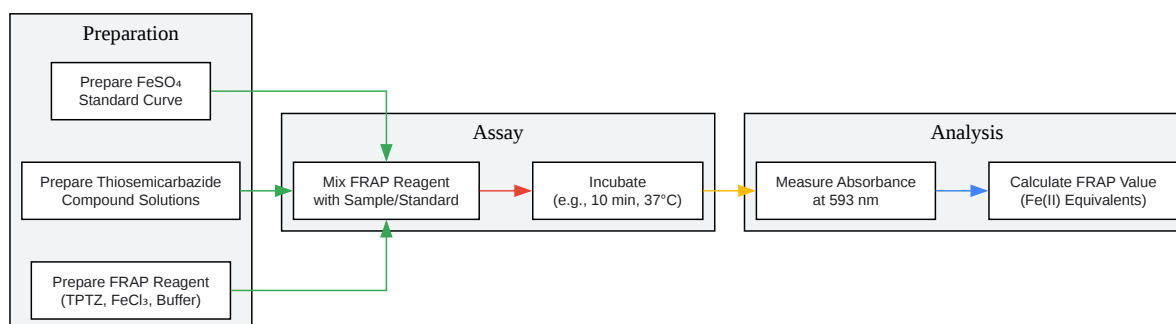 Preparation
Prepare FeSO₄
Standard Curve
Prepare Thiosemicarbazide
Compound Solutions
Prepare FRAP Reagent
(TPTZ, FeCl₃, Buffer)
Assay
Mix FRAP Reagent
with Sample/Standard
Incubate
(e.g., 10 min, 37°C)
Analysis
Measure Absorbance
at 593 nm
Calculate FRAP Value
(Fe(II) Equivalents)